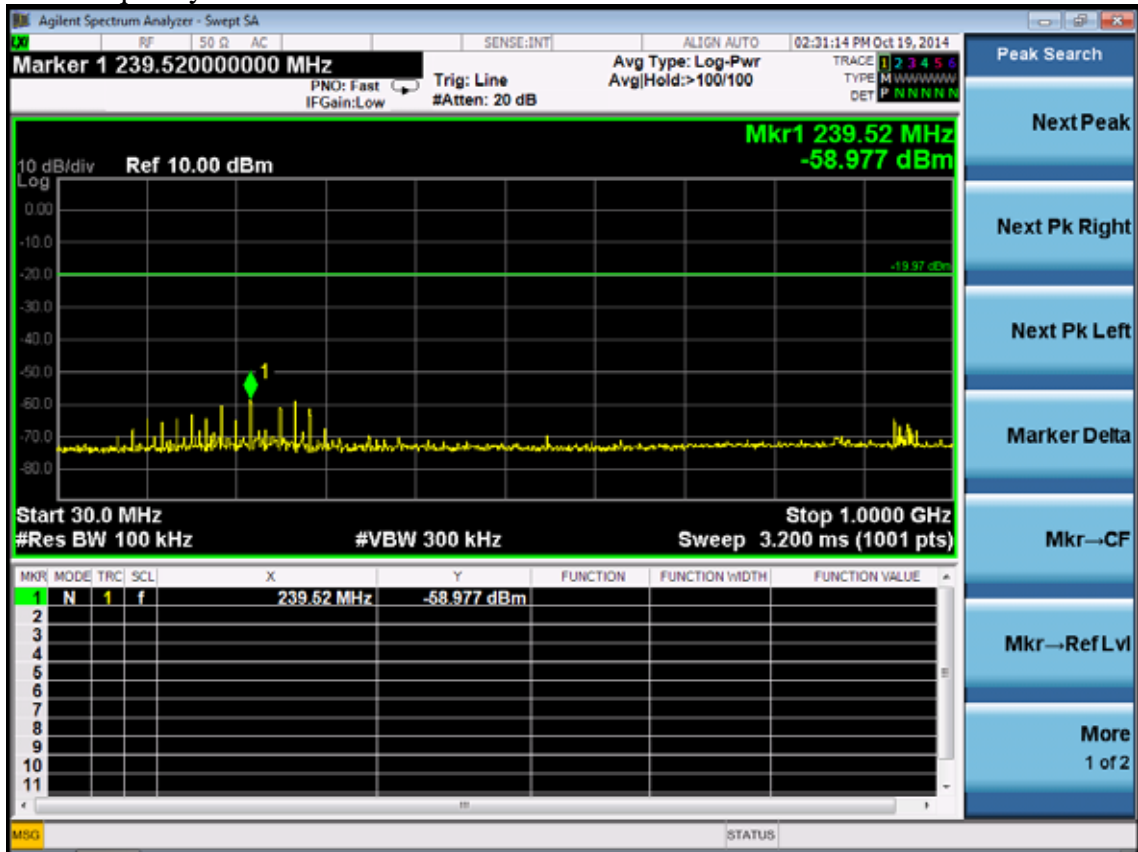 Agilent Spectrum Analyzer - Swept SA
LXI RF 50 Ω AC SENSE:INT ALIGN AUTO 02:31:14 PM Oct 19, 2014
Marker 1 239.520000000 MHz
PNO: Fast
IFGain:Low
Trig: Line
#Atten: 20 dB
Avg Type: Log-Pwr
Avg|Hold:>100/100
TRACE 1 2 3 4 5 6
TYPE M WWWWW
DET P N N N N N
Mkr1 239.52 MHz
-58.977 dBm
10 dB/div Ref 10.00 dBm
Log
0.00
-10.0
-20.0
-30.0
-40.0
-50.0
-60.0
-70.0
-80.0
-19.97 dBm
1
Start 30.0 MHz Stop 1.0000 GHz
#Res BW 100 kHz #VBW 300 kHz Sweep 3.200 ms (1001 pts)
MKR MODE TRC SCL X Y FUNCTION FUNCTION WIDTH FUNCTION VALUE
1 N 1 f 239.52 MHz -58.977 dBm
2
3
4
5
6
7
8
9
10
11
MSG STATUS
Peak Search
Next Peak
Next Pk Right
Next Pk Left
Marker Delta
Mkr→CF
Mkr→Ref Lvl
More
1 of 2